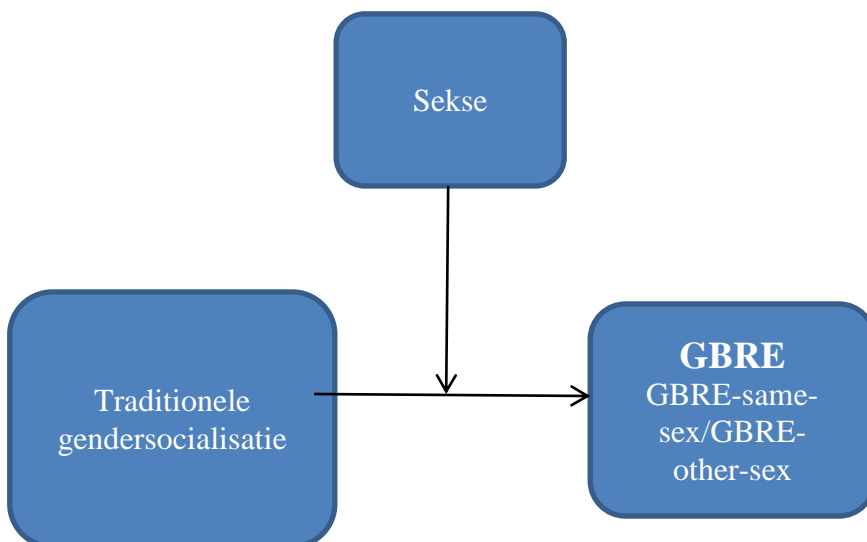 Sekse
Traditionele
gendersocialisatie
GBRE
GBRE-same-
sex/GBRE-
other-sex